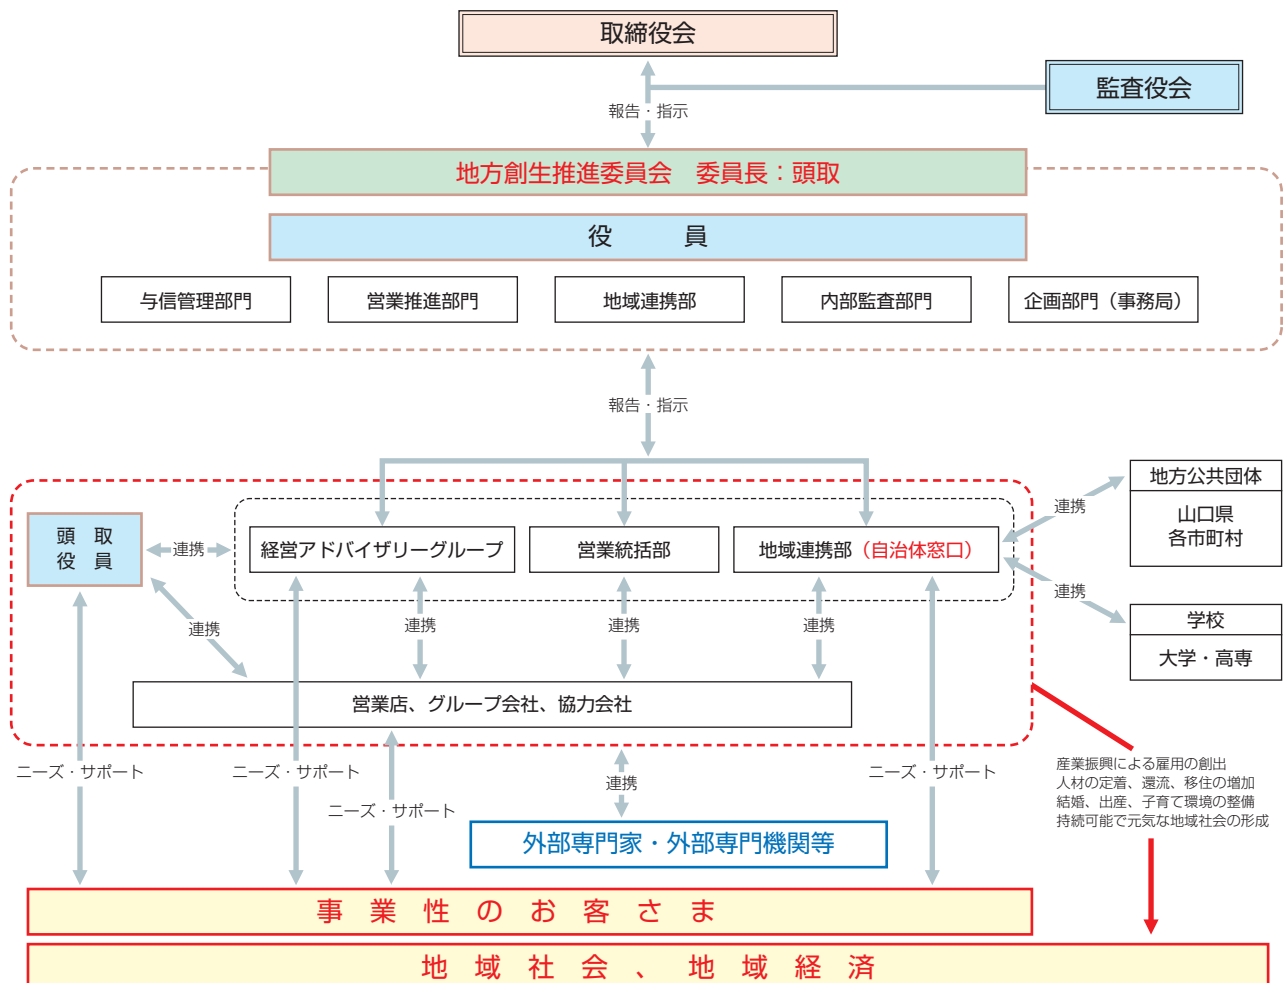 取締役会
監査役会
報告・指示
地方創生推進委員会　委員長：頭取
役　員
与信管理部門
営業推進部門
地域連携部
内部監査部門
企画部門（事務局）
報告・指示
地方公共団体
山口県
各市町村
連携
頭　取
役　員
連携
経営アドバイザリーグループ
営業統括部
地域連携部（自治体窓口）
連携
学校
大学・高専
連携
連携
連携
連携
営業店、グループ会社、協力会社
ニーズ・サポート
ニーズ・サポート
ニーズ・サポート
連携
ニーズ・サポート
産業振興による雇用の創出
人材の定着、還流、移住の増加
結婚、出産、子育て環境の整備
持続可能で元気な地域社会の形成
外部専門家・外部専門機関等
事業性のお客さま
地域社会、地域経済